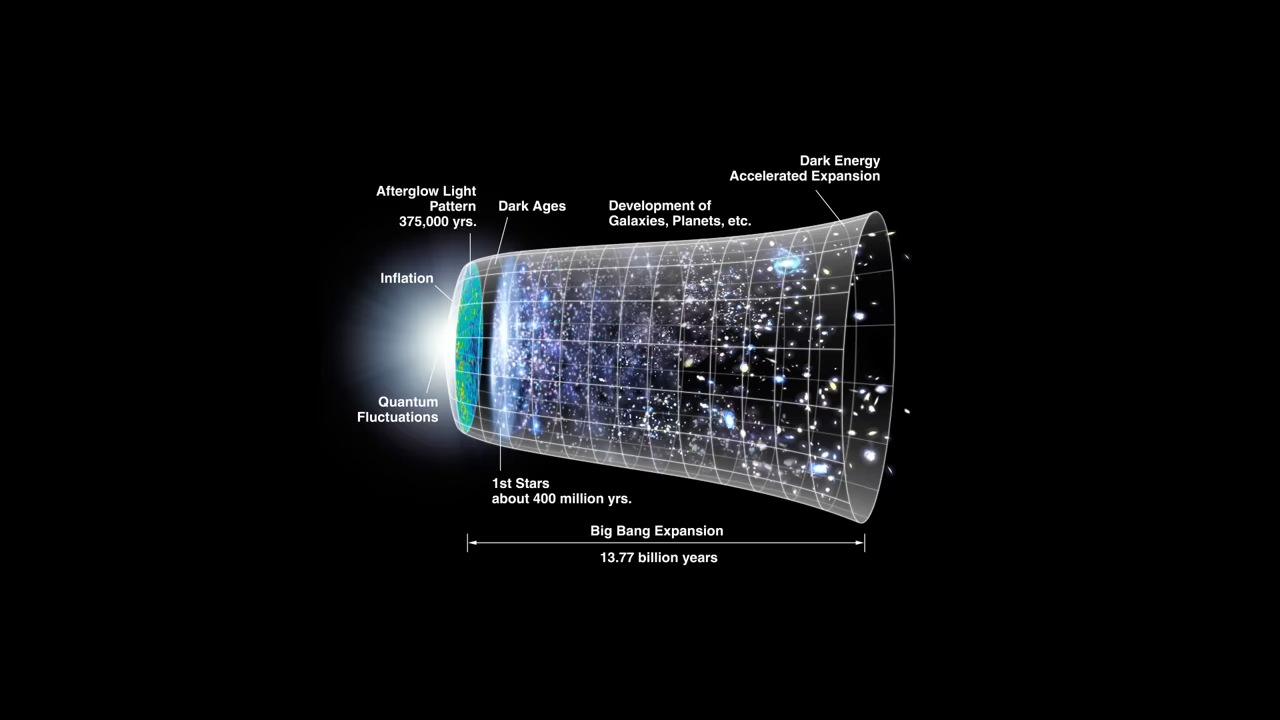 Dark Energy
Accelerated Expansion
Afterglow Light
Pattern
375,000 yrs.
Dark Ages
Development of
Galaxies, Planets, etc.
Inflation
Quantum
Fluctuations
1st Stars
about 400 million yrs.
Big Bang Expansion
13.77 billion years